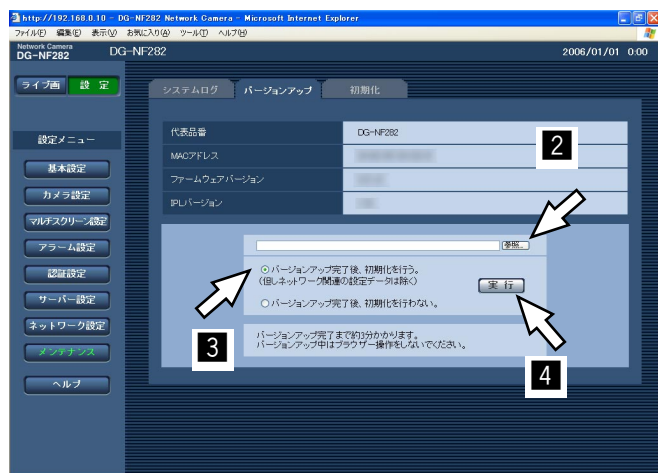 http://192.168.0.10 - DG-NF282 Network Camera - Microsoft Internet Explorer
ファイル(F) 編集(E) 表示(V) お気に入り(A) ツール(T) ヘルプ(H)
Network Camera
DG-NF282
DG-NF282
2006/01/01 0:00
ライブ画 設 定
システムログ バージョンアップ 初期化
設定メニュー
基本設定
カメラ設定
マルチスクリーン設定
アラーム設定
認証設定
サーバー設定
ネットワーク設定
メンテナンス
ヘルプ
代表品番 DG-NF282
MACアドレス
ファームウェアバージョン
IPLバージョン
2
参照...
バージョンアップ完了後、初期化を行う。
(但しネットワーク関連の設定データは除く)
実 行
バージョンアップ完了後、初期化を行わない。
3
バージョンアップ完了まで約3分かかります。
バージョンアップ中はブラウザー操作をしないでください。
4